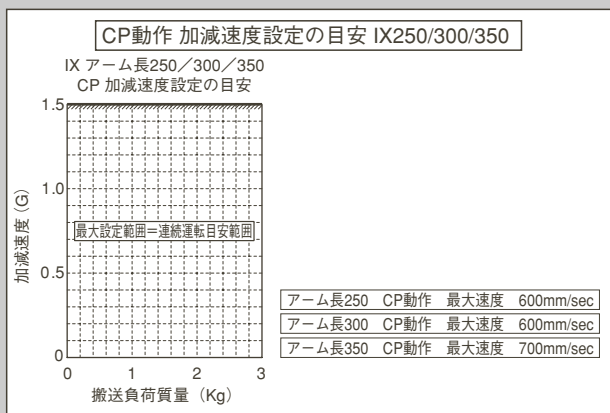 CP動作 加減速度設定の目安 IX250/300/350
IX アーム長250／300／350
CP 加減速度設定の目安
1.5
1.0
0.5
0
加減速度(G)
最大設定範囲＝連続運転目安範囲
0 1 2 3
搬送負荷質量（Kg）
アーム長250 CP動作 最大速度 600mm/sec
アーム長300 CP動作 最大速度 600mm/sec
アーム長350 CP動作 最大速度 700mm/sec